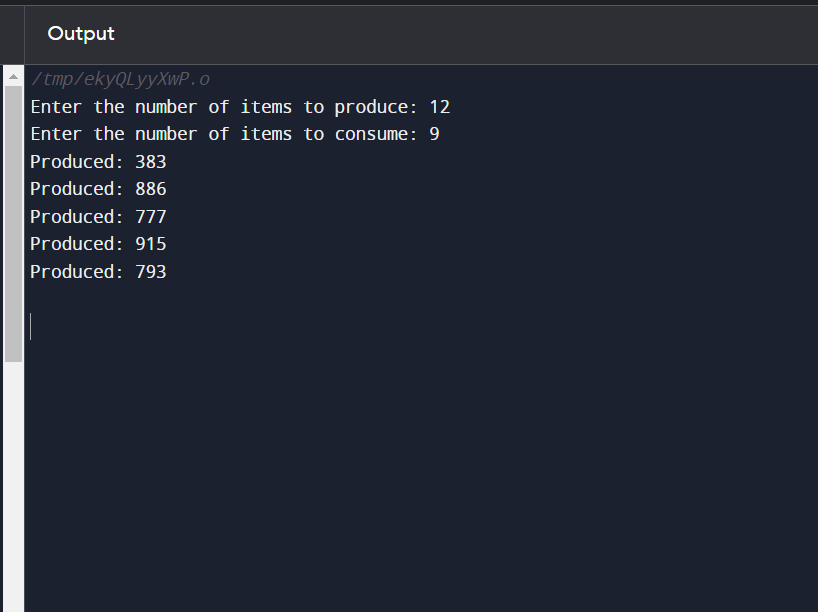 Output
/tmp/ekyQLyyXwP.o
Enter the number of items to produce: 12
Enter the number of items to consume: 9
Produced: 383
Produced: 886
Produced: 777
Produced: 915
Produced: 793